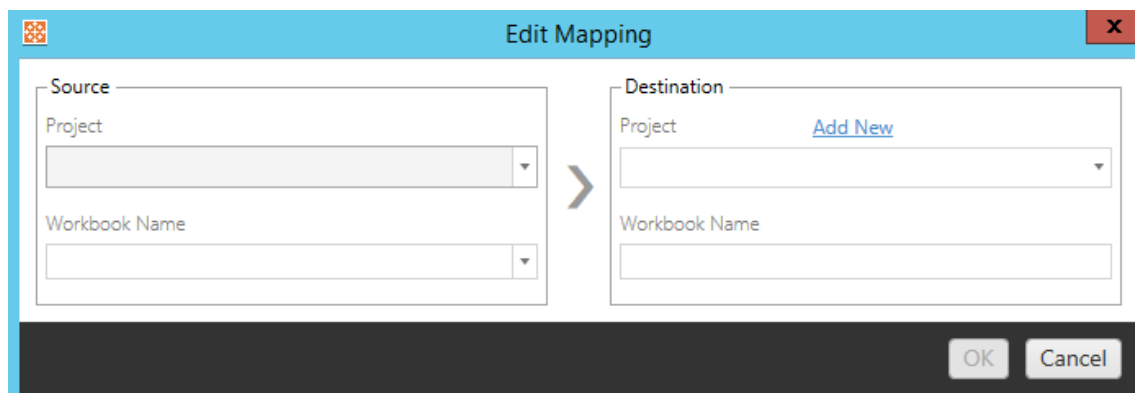 Edit Mapping
x
Source
Project
Workbook Name
Destination
Project Add New
Workbook Name
OK Cancel